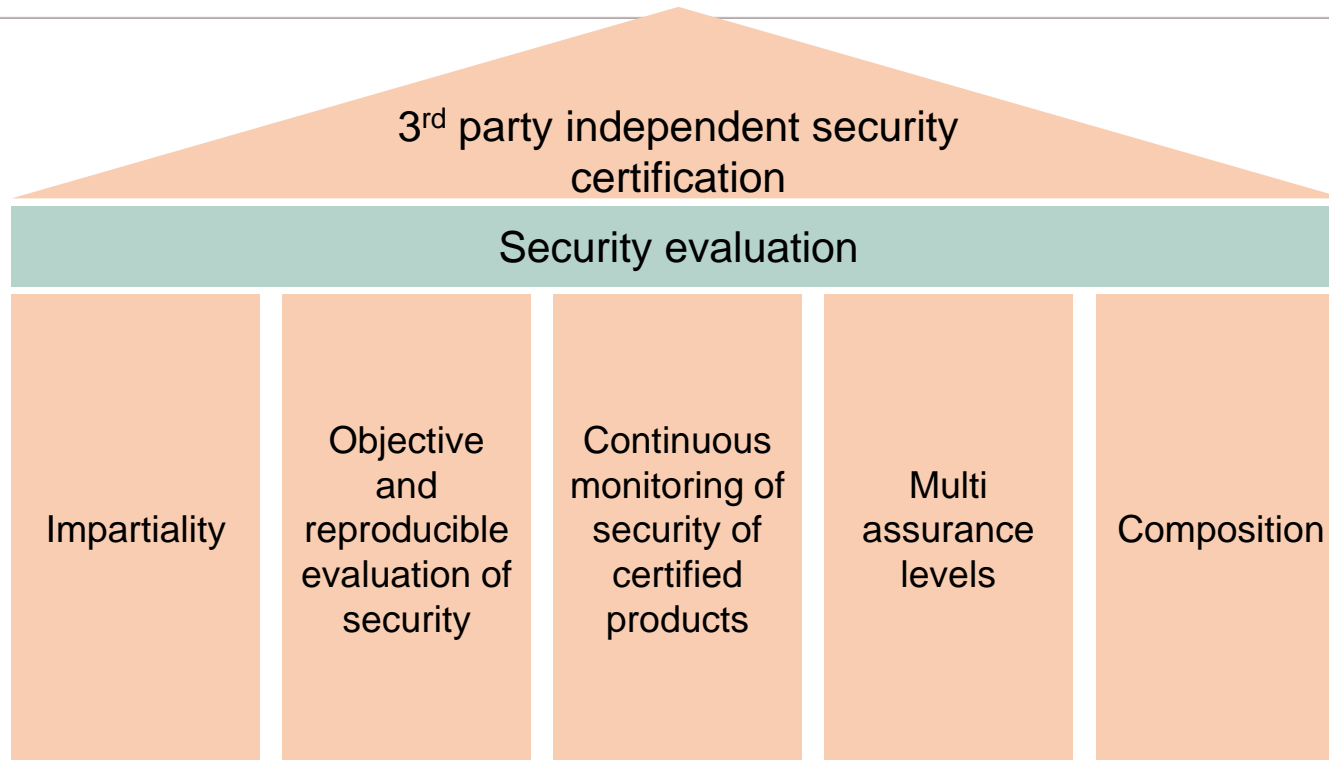 3rd party independent security
certification
Security evaluation
Impartiality
Objective
and
reproducible
evaluation of
security
Continuous
monitoring of
security of
certified
products
Multi
assurance
levels
Composition